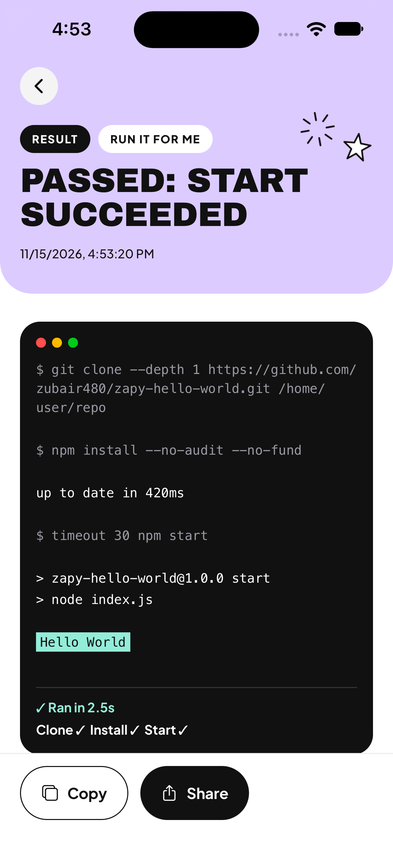 4:53
RESULT
RUN IT FOR ME
PASSED: START
SUCCEEDED
11/15/2026, 4:53:20 PM
$ git clone --depth 1 https://github.com/
zubair480/zapy-hello-world.git /home/
user/repo
$ npm install --no-audit --no-fund
up to date in 420ms
$ timeout 30 npm start
> zapy-hello-world@1.0.0 start
> node index.js
Hello World
✓ Ran in 2.5s
Clone ✓ Install ✓ Start ✓
Copy
Share